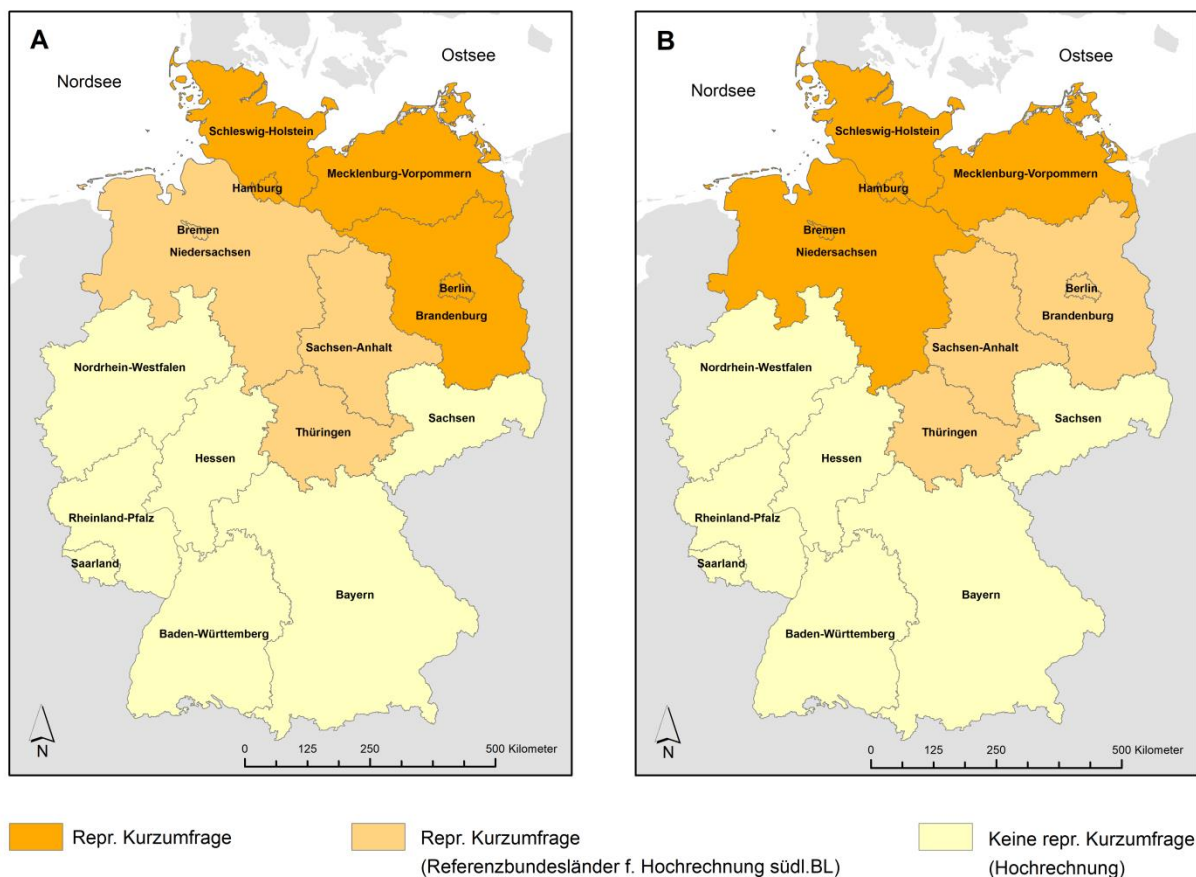 A
Nordsee
Ostsee
Schleswig-Holstein
Hamburg
Mecklenburg-Vorpommern
Bremen
Niedersachsen
Berlin
Brandenburg
Sachsen-Anhalt
Nordrhein-Westfalen
Sachsen
Thüringen
Hessen
Rheinland-Pfalz
Saarland
Bayern
Baden-Württemberg
N
0 125 250 500 Kilometer
B
Nordsee
Ostsee
Schleswig-Holstein
Hamburg
Mecklenburg-Vorpommern
Bremen
Niedersachsen
Berlin
Brandenburg
Sachsen-Anhalt
Nordrhein-Westfalen
Sachsen
Thüringen
Hessen
Rheinland-Pfalz
Saarland
Bayern
Baden-Württemberg
N
0 125 250 500 Kilometer
Repr. Kurzumfrage
Repr. Kurzumfrage
(Referenzbundesländer f. Hochrechnung südl.BL)
Keine repr. Kurzumfrage
(Hochrechnung)